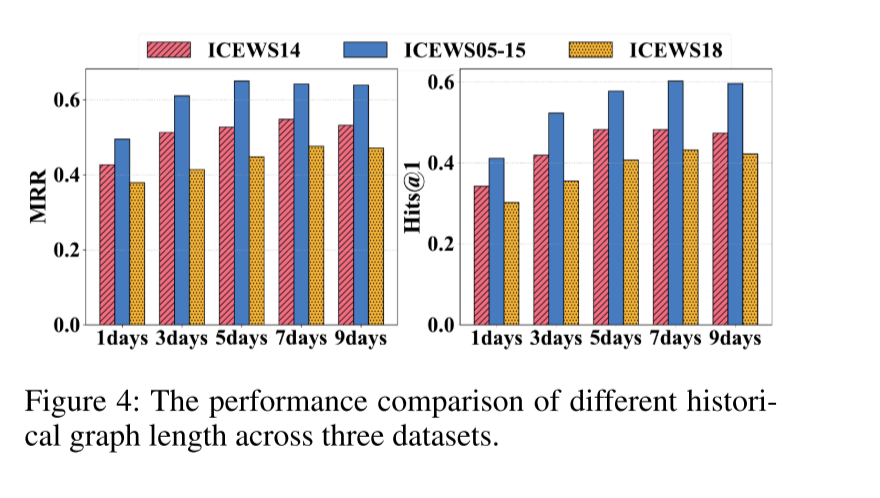 ICEWS14 ICEWS05-15 ICEWS18
MRR
0.6
0.4
0.2
0.0
1days 3days 5days 7days 9days
Hits@1
0.6
0.4
0.2
0.0
1days 3days 5days 7days 9days
Figure 4: The performance comparison of different histori-
cal graph length across three datasets.